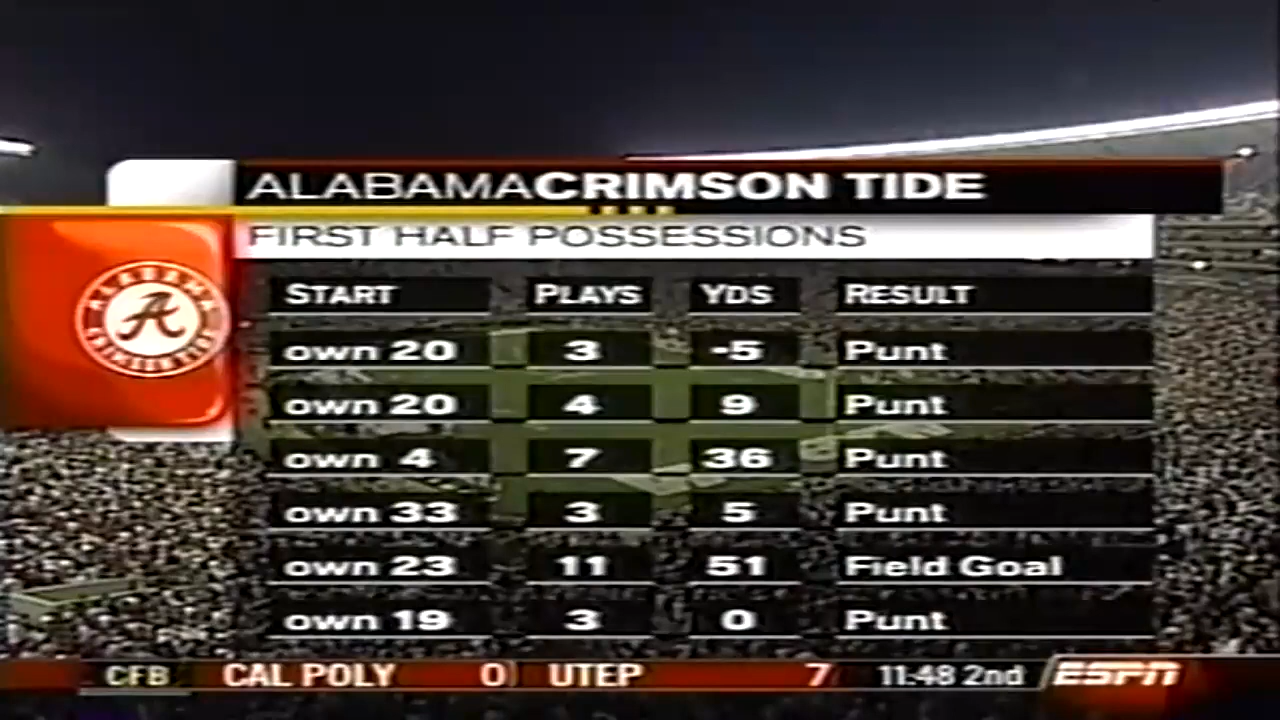 ALABAMACRIMSON TIDE
FIRST HALF POSSESSIONS
ALABAMA
CRIMSON TIDE
A
START PLAYS YDS RESULT
own 20 3 -5 Punt
own 20 4 9 Punt
own 4 7 36 Punt
own 33 3 5 Punt
own 23 11 51 Field Goal
own 19 3 0 Punt
CFB CAL POLY 0 UTEP 7 11:48 2nd ESPN